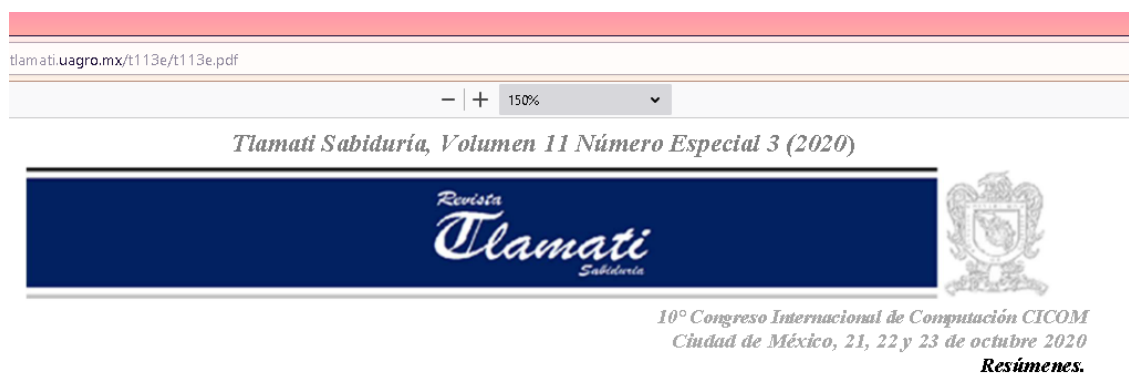 tlamati.uagro.mx/t113e/t113e.pdf
− + 150%
Tlamati Sabiduría, Volumen 11 Número Especial 3 (2020)
Revista
Tlamati
Sabiduría
10° Congreso Internacional de Computación CICOM
Ciudad de México, 21, 22 y 23 de octubre 2020
Resúmenes.